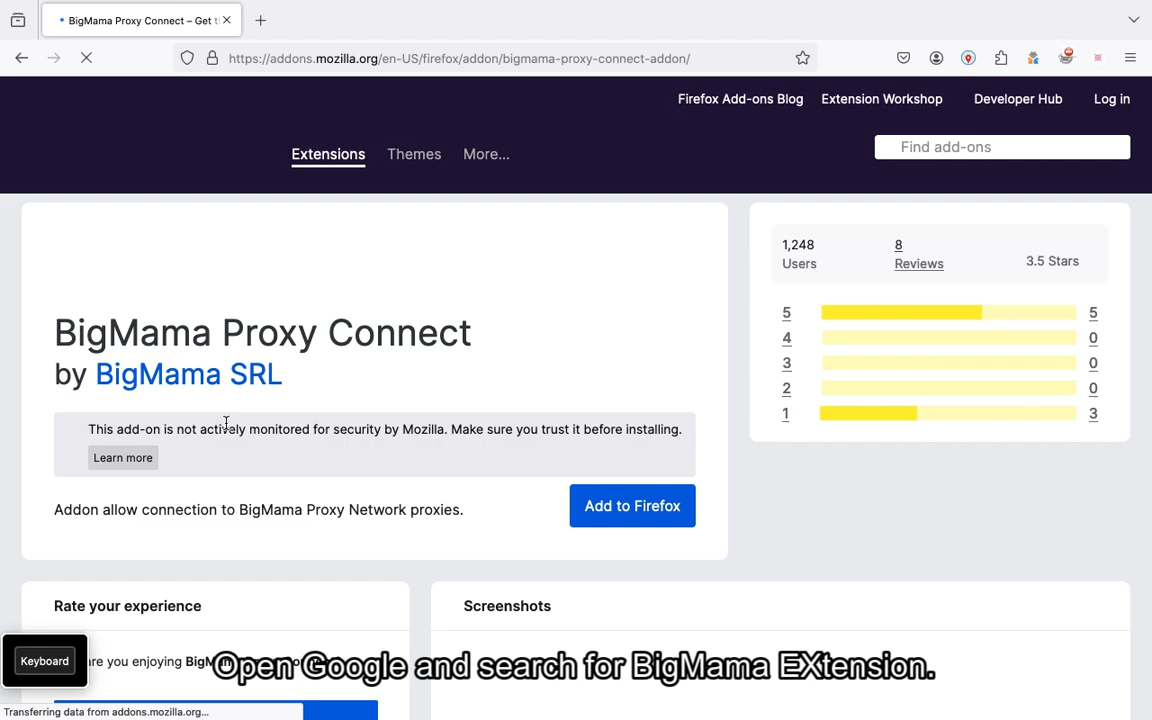 BigMama Proxy Connect – Get t
https://addons.mozilla.org/en-US/firefox/addon/bigmama-proxy-connect-addon/
Firefox Add-ons Blog Extension Workshop Developer Hub Log in
Extensions Themes More... Find add-ons
BigMama Proxy Connect
by BigMama SRL
This add-on is not actively monitored for security by Mozilla. Make sure you trust it before installing.
Learn more
Addon allow connection to BigMama Proxy Network proxies.
Add to Firefox
1,248
Users
8
Reviews
3.5 Stars
5 5
4 0
3 0
2 0
1 3
Rate your experience
Screenshots
Keyboard
are you enjoying BigM
Open Google and search for BigMama EXtension.
Transferring data from addons.mozilla.org...